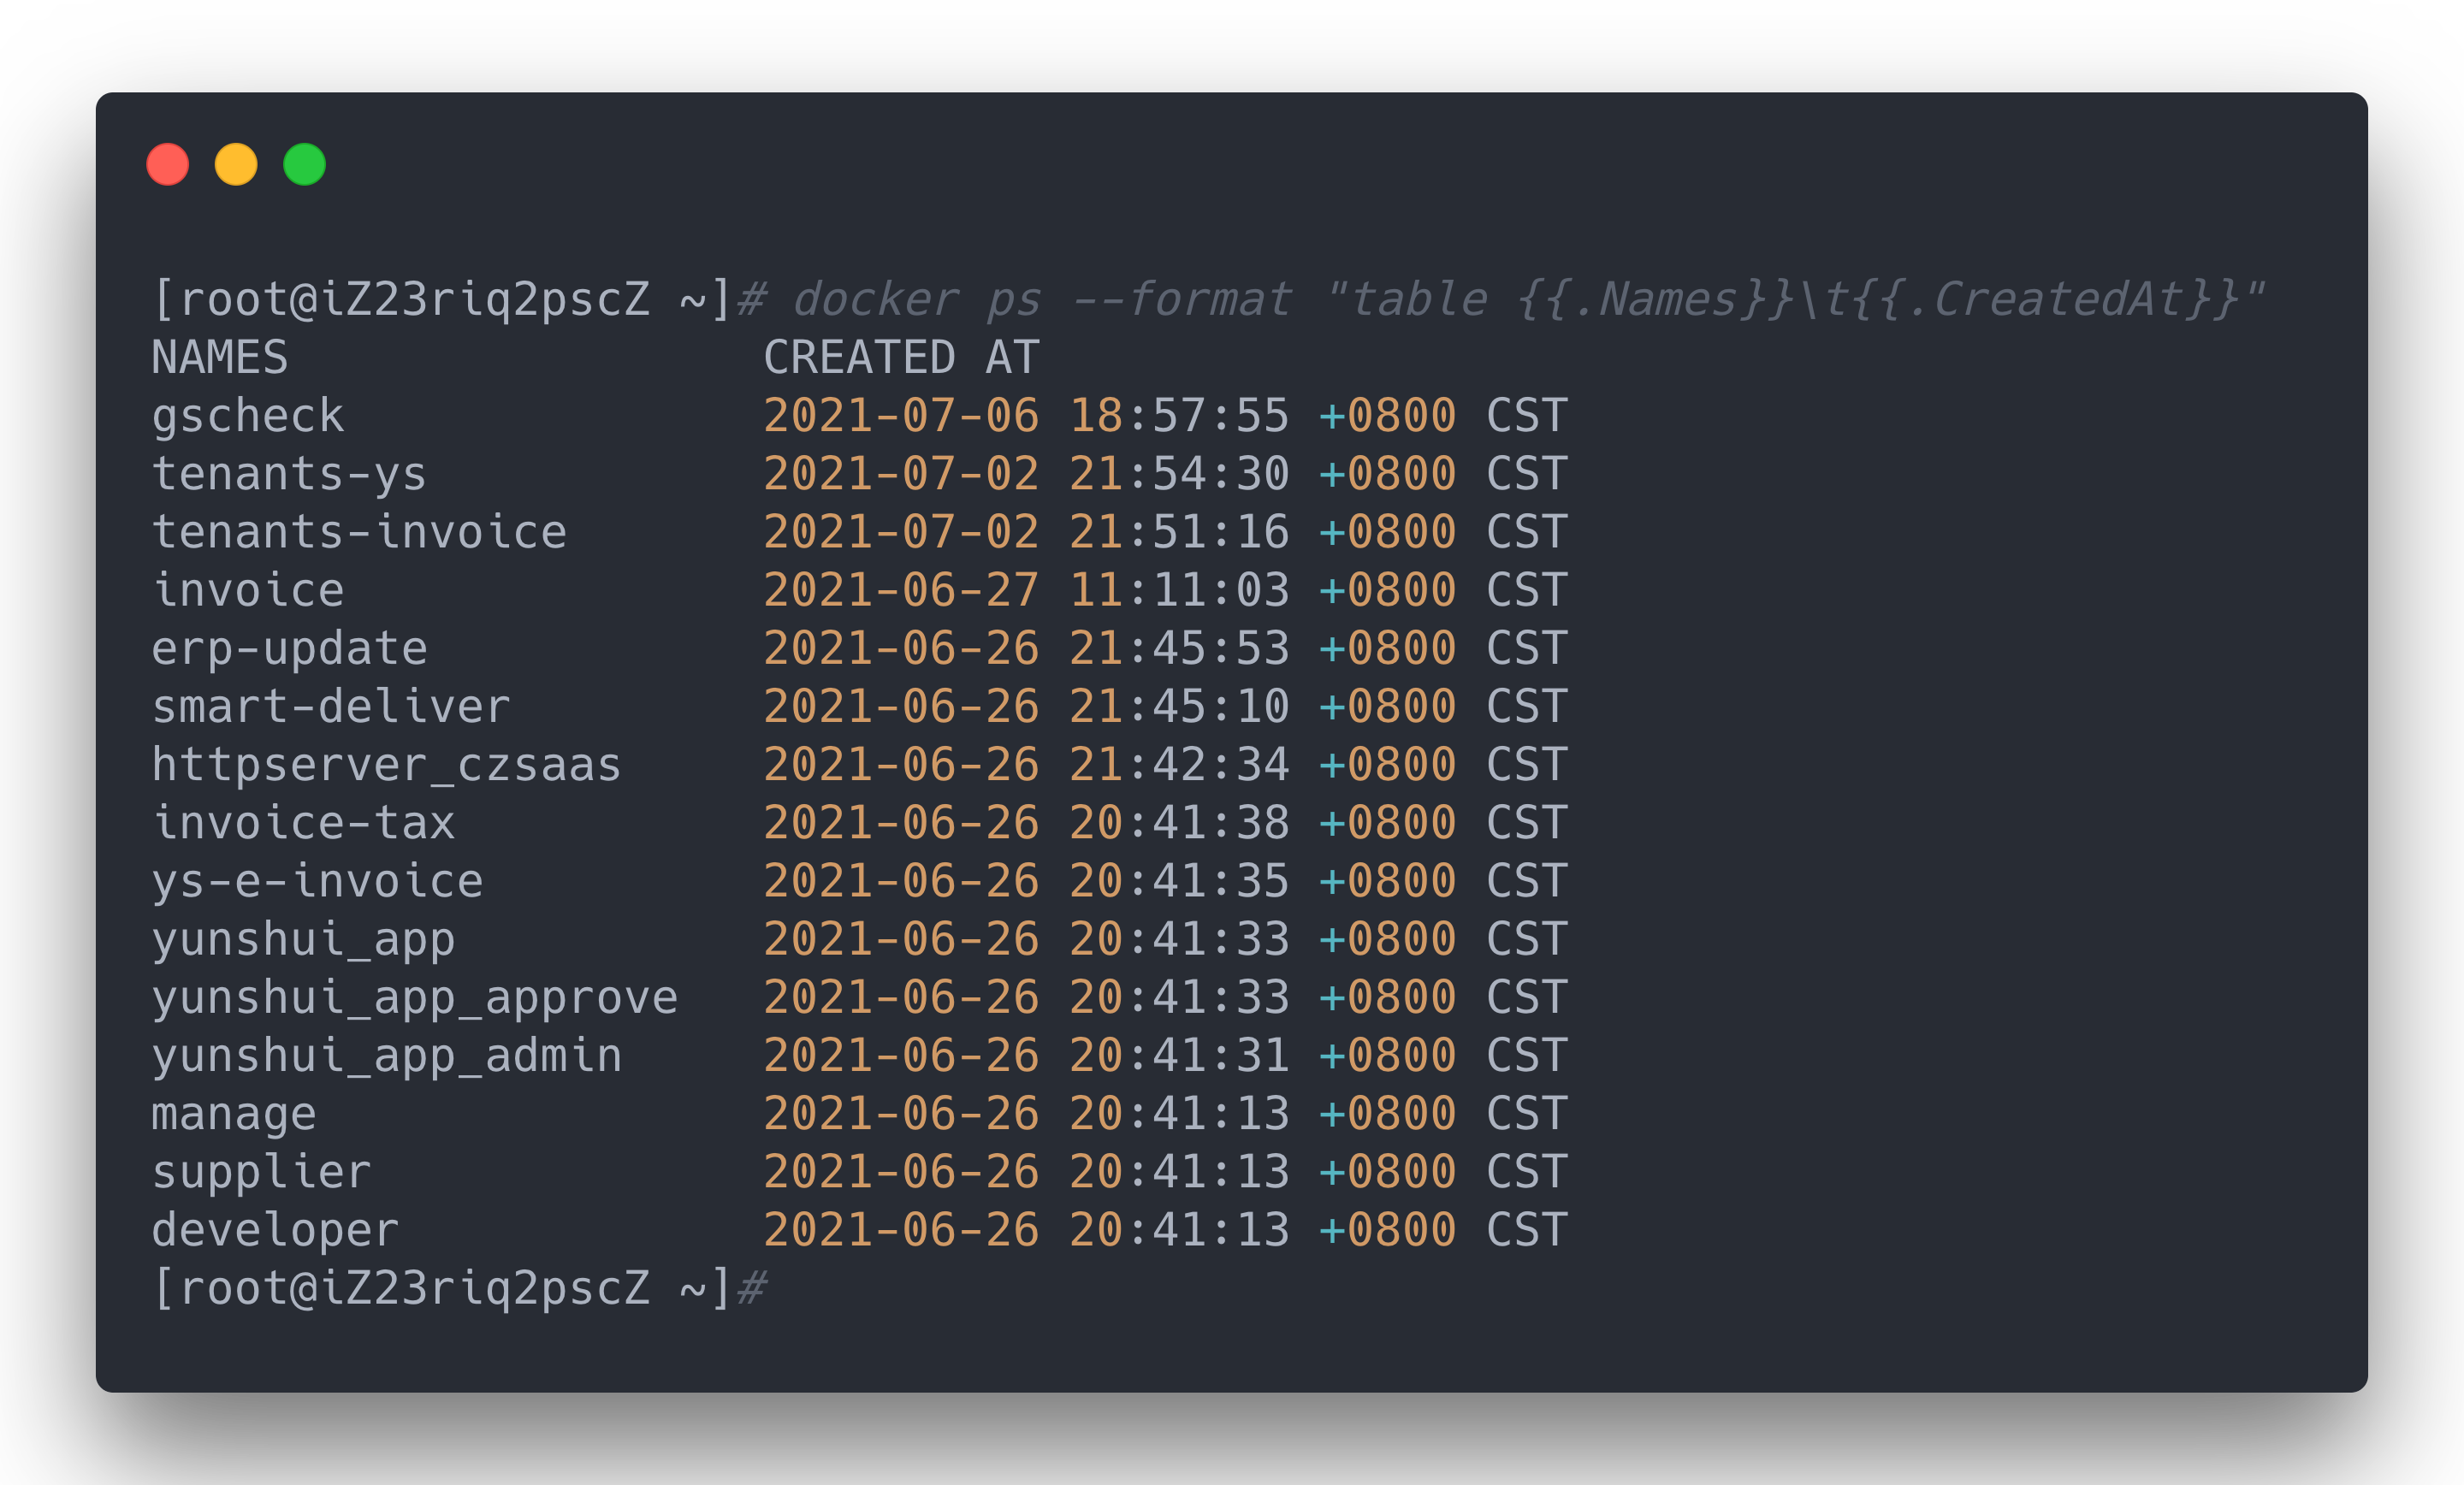 [root@iZ23riq2pscZ ~]# docker ps --format "table {{.Names}}\t{{.CreatedAt}}"
NAMES                 CREATED AT
gscheck               2021-07-06 18:57:55 +0800 CST
tenants-ys            2021-07-02 21:54:30 +0800 CST
tenants-invoice       2021-07-02 21:51:16 +0800 CST
invoice               2021-06-27 11:11:03 +0800 CST
erp-update            2021-06-26 21:45:53 +0800 CST
smart-deliver         2021-06-26 21:45:10 +0800 CST
httpserver_czsaas     2021-06-26 21:42:34 +0800 CST
invoice-tax           2021-06-26 20:41:38 +0800 CST
ys-e-invoice          2021-06-26 20:41:35 +0800 CST
yunshui_app           2021-06-26 20:41:33 +0800 CST
yunshui_app_approve   2021-06-26 20:41:33 +0800 CST
yunshui_app_admin     2021-06-26 20:41:31 +0800 CST
manage                2021-06-26 20:41:13 +0800 CST
supplier              2021-06-26 20:41:13 +0800 CST
developer             2021-06-26 20:41:13 +0800 CST
[root@iZ23riq2pscZ ~]#